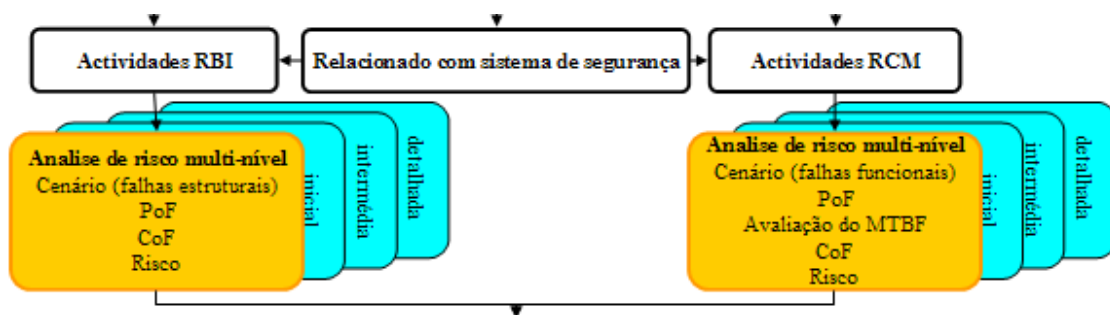 Actividades RBI
Relacionado com sistema de segurança
Actividades RCM
Analise de risco multi-nível
Cenário (falhas estruturais)
PoF
CoF
Risco
inicial
intermédia
detalhada
Analise de risco multi-nível
Cenário (falhas funcionais)
PoF
Avaliação do MTBF
CoF
Risco
inicial
intermédia
detalhada